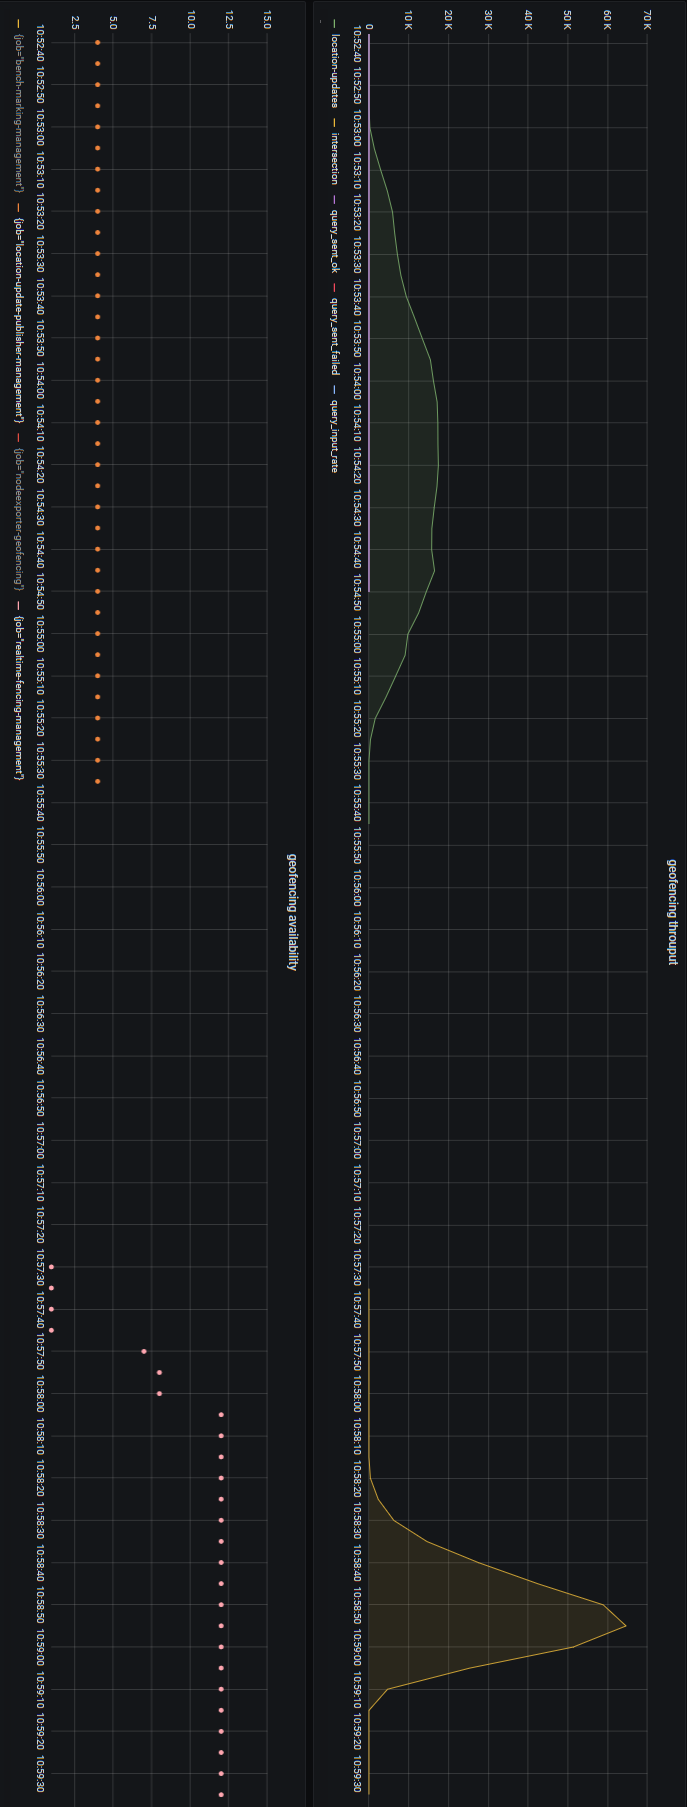 geofencing throuput
70 K
60 K
50 K
40 K
30 K
20 K
10 K
0
10:52:40 10:52:50 10:53:00 10:53:10 10:53:20 10:53:30 10:53:40 10:53:50 10:54:00 10:54:10 10:54:20 10:54:30 10:54:40 10:54:50 10:55:00 10:55:10 10:55:20 10:55:30 10:55:40 10:55:50 10:56:00 10:56:10 10:56:20 10:56:30 10:56:40 10:56:50 10:57:00 10:57:10 10:57:20 10:57:30 10:57:40 10:57:50 10:58:00 10:58:10 10:58:20 10:58:30 10:58:40 10:58:50 10:59:00 10:59:10 10:59:20 10:59:30
location-updates intersection query_sent_ok query_sent_failed query_input_rate
geofencing availability
15.0
12.5
10.0
7.5
5.0
2.5
10:52:40 10:52:50 10:53:00 10:53:10 10:53:20 10:53:30 10:53:40 10:53:50 10:54:00 10:54:10 10:54:20 10:54:30 10:54:40 10:54:50 10:55:00 10:55:10 10:55:20 10:55:30 10:55:40 10:55:50 10:56:00 10:56:10 10:56:20 10:56:30 10:56:40 10:56:50 10:57:00 10:57:10 10:57:20 10:57:30 10:57:40 10:57:50 10:58:00 10:58:10 10:58:20 10:58:30 10:58:40 10:58:50 10:59:00 10:59:10 10:59:20 10:59:30
{job="bench-marking-management"} {job="location-update-publisher-management"} {job="nodeexporter-geofencing"} {job="realtime-fencing-management"}